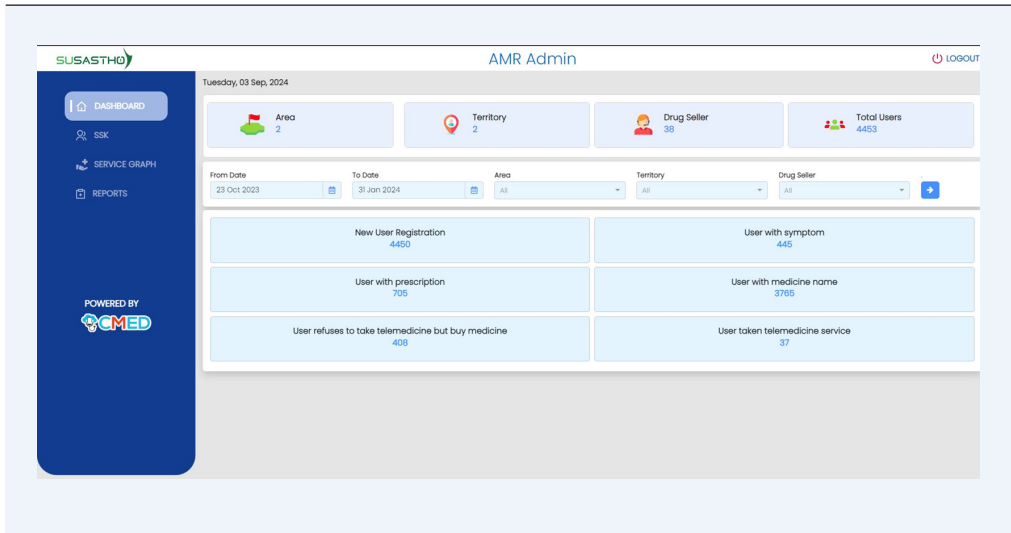 SUSASTHO
AMR Admin
LOGOUT
Tuesday, 03 Sep, 2024
DASHBOARD
SSK
SERVICE GRAPH
REPORTS
POWERED BY
CMED
Area
2
Territory
2
Drug Seller
38
Total Users
4453
From Date
23 Oct 2023
To Date
31 Jan 2024
Area
All
Territory
All
Drug Seller
All
New User Registration
4450
User with symptom
445
User with prescription
705
User with medicine name
3765
User refuses to take telemedicine but buy medicine
408
User taken telemedicine service
37